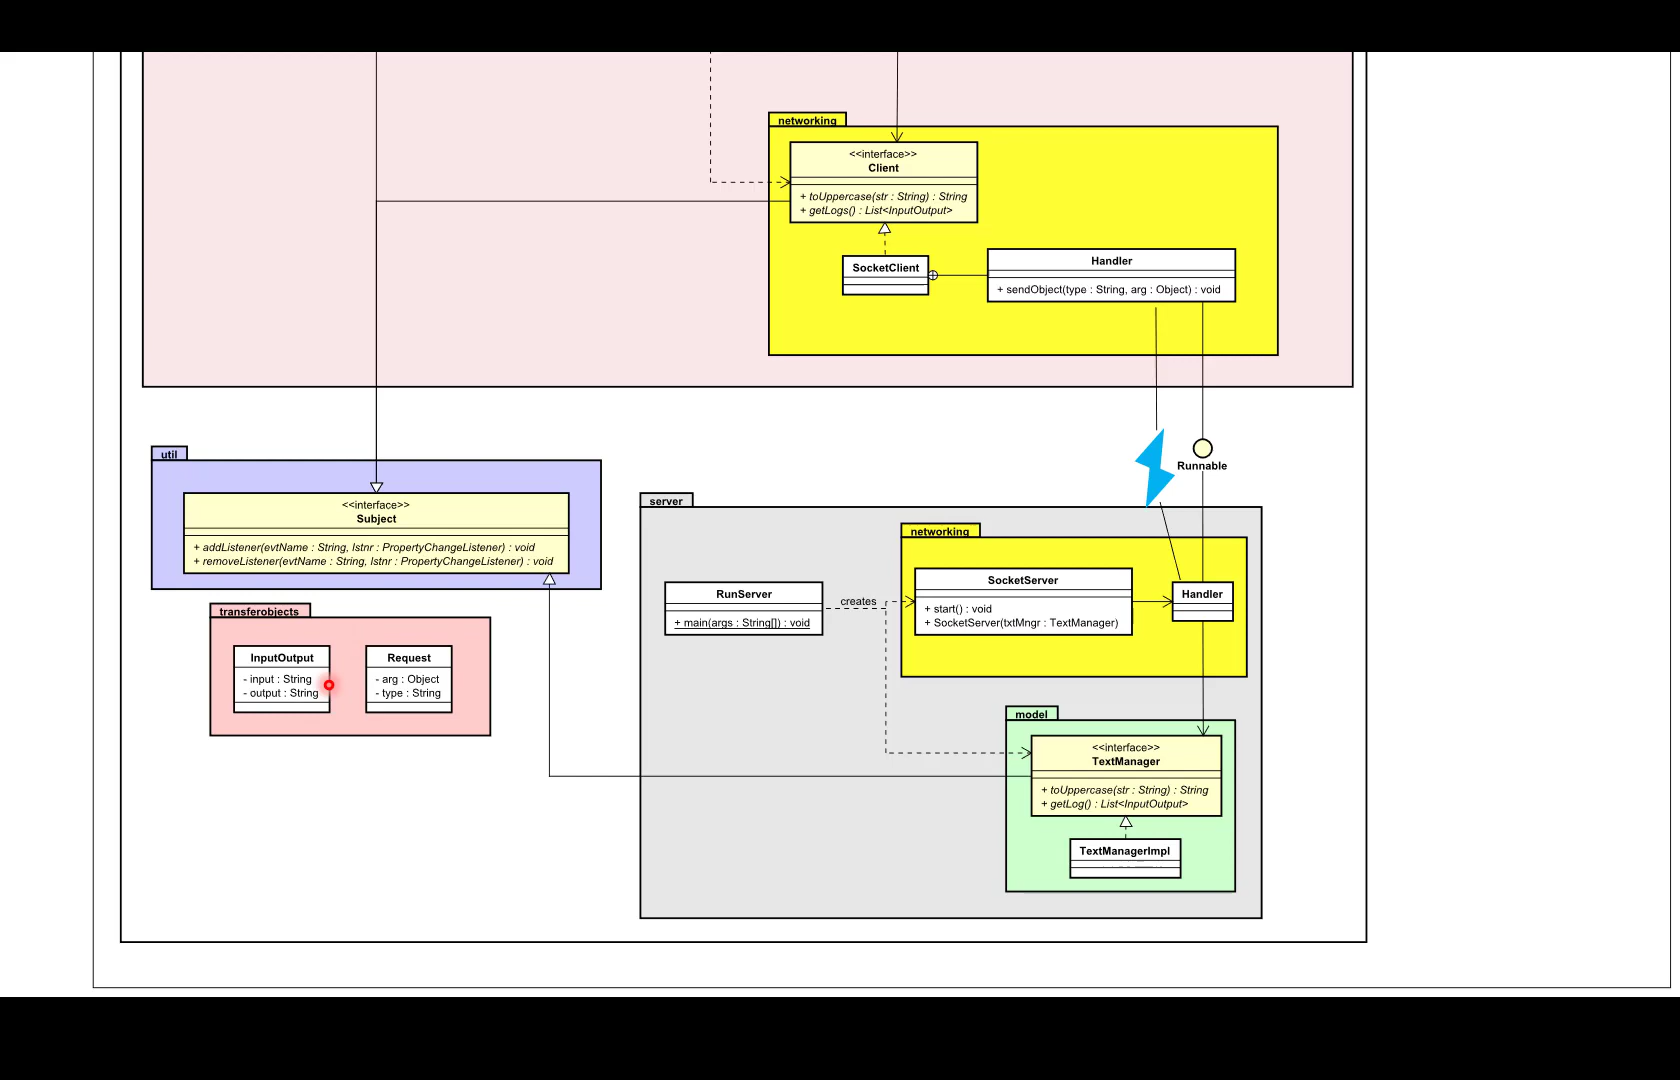 networking
<<interface>>
Client
+ toUppercase(str : String) : String
+ getLogs() : List<InputOutput>
SocketClient
Handler
+ sendObject(type : String, arg : Object) : void
Runnable
util
<<interface>>
Subject
+ addListener(evtName : String, lstnr : PropertyChangeListener) : void
+ removeListener(evtName : String, lstnr : PropertyChangeListener) : void
transferobjects
InputOutput
- input : String
- output : String
Request
- arg : Object
- type : String
server
RunServer
+ main(args : String[]) : void
creates
networking
SocketServer
+ start() : void
+ SocketServer(txtMngr : TextManager)
Handler
model
<<interface>>
TextManager
+ toUppercase(str : String) : String
+ getLog() : List<InputOutput>
TextManagerImpl